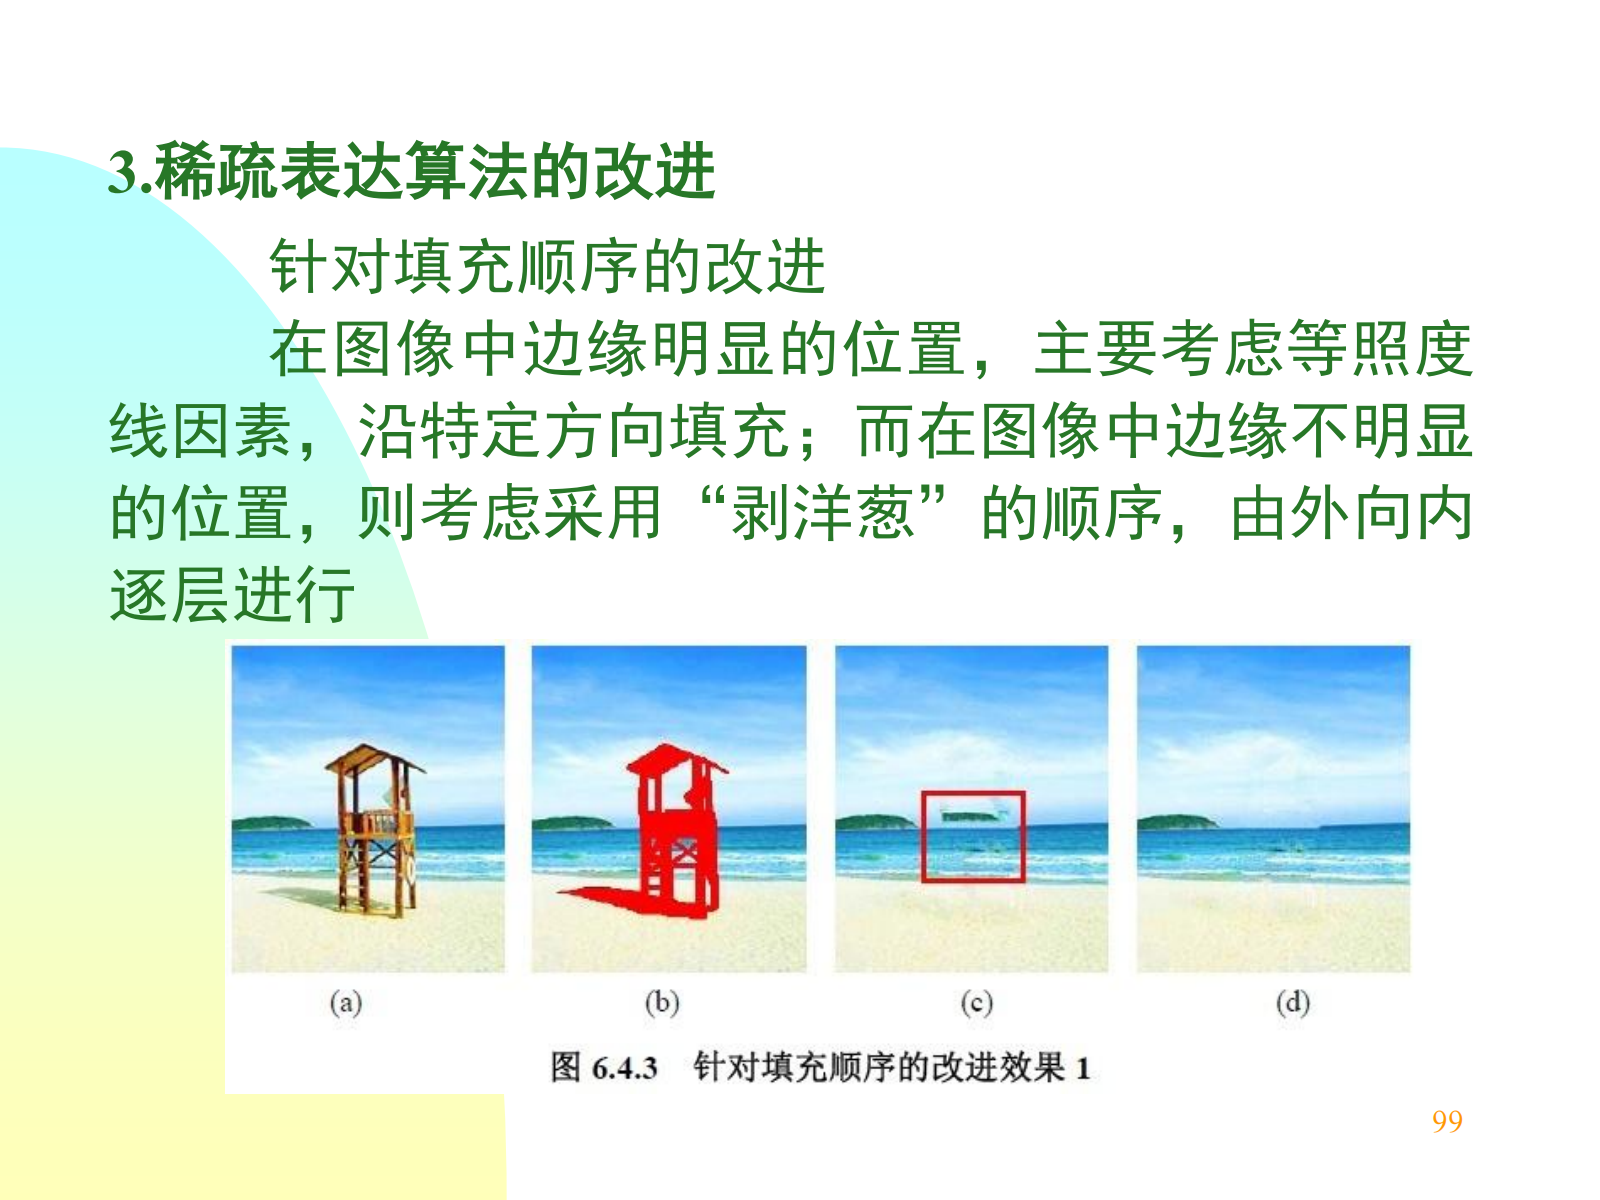 3.稀疏表达算法的改进
针对填充顺序的改进
在图像中边缘明显的位置，主要考虑等照度
线因素，沿特定方向填充；而在图像中边缘不明显
的位置，则考虑采用“剥洋葱”的顺序，由外向内
逐层进行
(a) (b) (c) (d)
图 6.4.3 针对填充顺序的改进效果 1
99